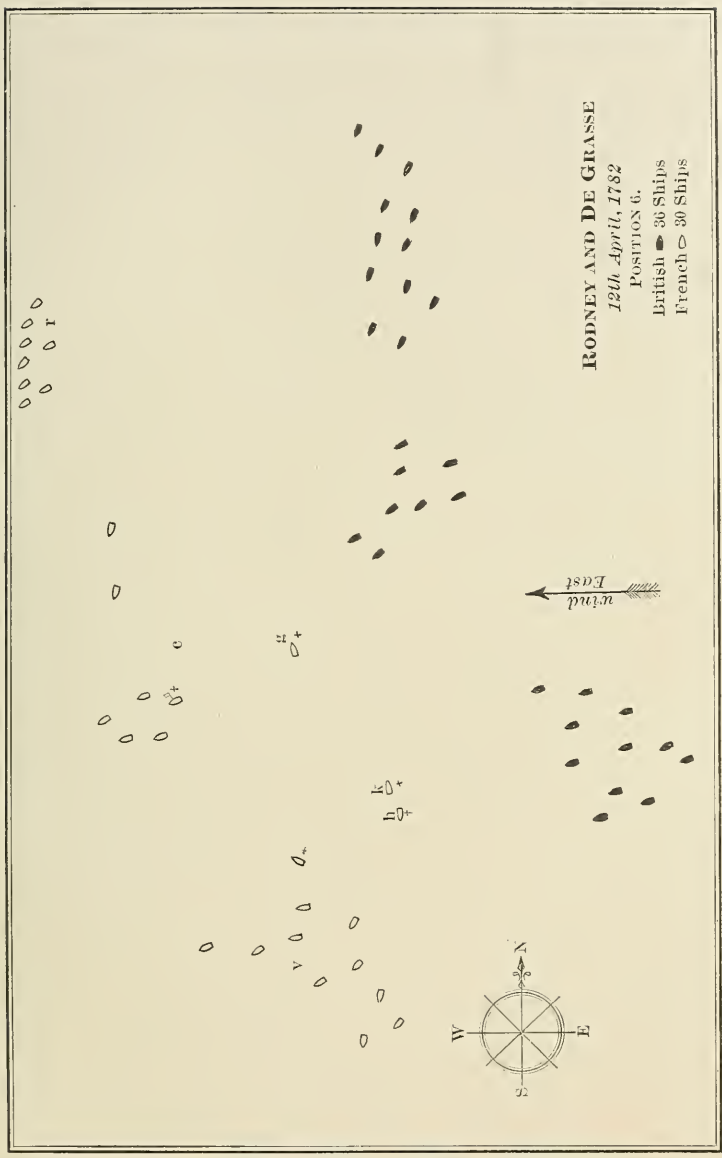 RODNEY AND DE GRASSE
12th April, 1782
POSITION 6.
British 36 Ships
French 30 Ships
r
c
n
k
h
v
wind
East
N
W
E
S